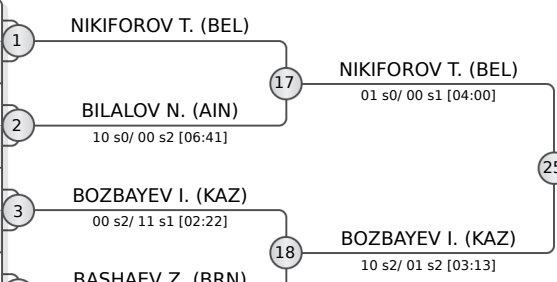 NIKIFOROV T. (BEL)
1
17
NIKIFOROV T. (BEL)
01 s0/ 00 s1 [04:00]
BILALOV N. (AIN)
2
10 s0/ 00 s2 [06:41]
25
BOZBAYEV I. (KAZ)
3
00 s2/ 11 s1 [02:22]
18
BOZBAYEV I. (KAZ)
10 s2/ 01 s2 [03:13]
BASHAEV Z. (BRN)